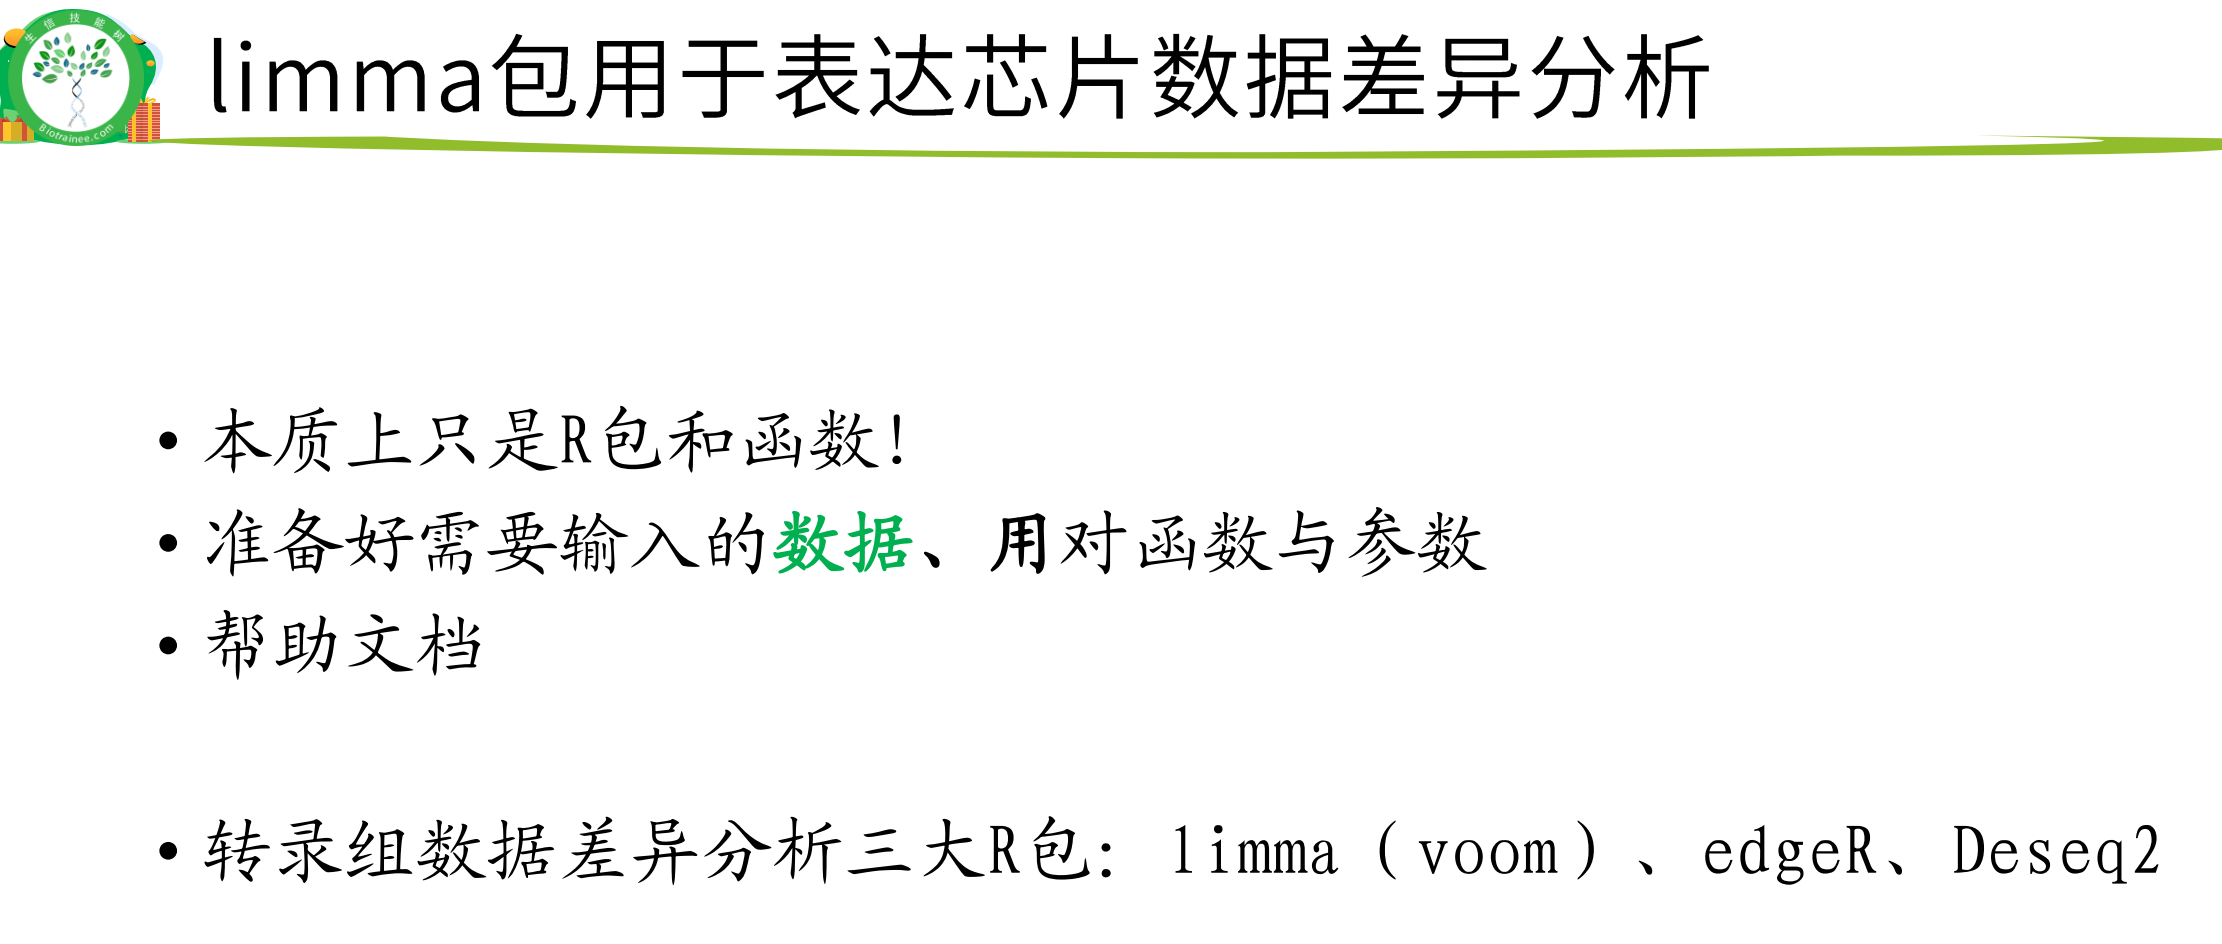 生信技能树
Biotrainee.com
limma包用于表达芯片数据差异分析
• 本质上只是R包和函数!
• 准备好需要输入的数据、用对函数与参数
• 帮助文档
• 转录组数据差异分析三大R包: limma（voom）、edgeR、Deseq2